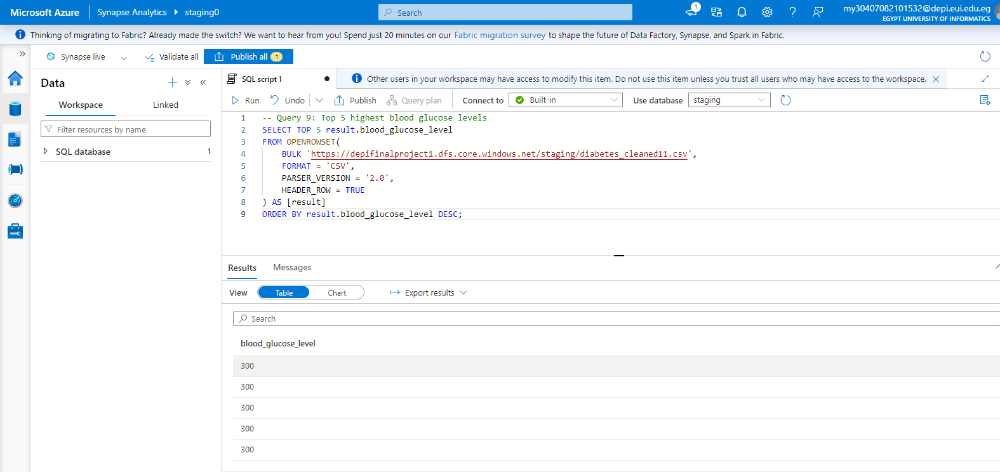 Microsoft Azure
Synapse Analytics
staging0
Search
1
my30407082101532@depi.eui.edu.eg
EGYPT UNIVERSITY OF INFORMATICS
Thinking of migrating to Fabric? Already made the switch? We want to hear from you! Spend just 20 minutes on our Fabric migration survey to shape the future of Data Factory, Synapse, and Spark in Fabric.
Synapse live
Validate all
Publish all 1
Data
Workspace
Linked
Filter resources by name
SQL database 1
SQL script 1
Other users in your workspace may have access to modify this item. Do not use this item unless you trust all users who may have access to the workspace.
Run
Undo
Publish
Query plan
Connect to
Built-in
Use database
staging
1 -- Query 9: Top 5 highest blood glucose levels
2 SELECT TOP 5 result.blood_glucose_level
3 FROM OPENROWSET(
4 BULK 'https://depifinalproject1.dfs.core.windows.net/staging/diabetes_cleaned11.csv',
5 FORMAT = 'CSV',
6 PARSER_VERSION = '2.0',
7 HEADER_ROW = TRUE
8 ) AS [result]
9 ORDER BY result.blood_glucose_level DESC;
Results
Messages
View
Table
Chart
Export results
Search
blood_glucose_level
300
300
300
300
300